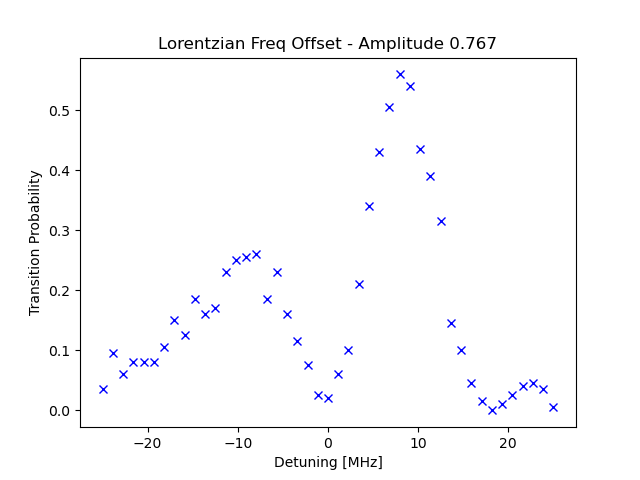 Lorentzian Freq Offset - Amplitude 0.767
Transition Probability
0.5
0.4
0.3
0.2
0.1
0.0
−20 −10 0 10 20
Detuning [MHz]